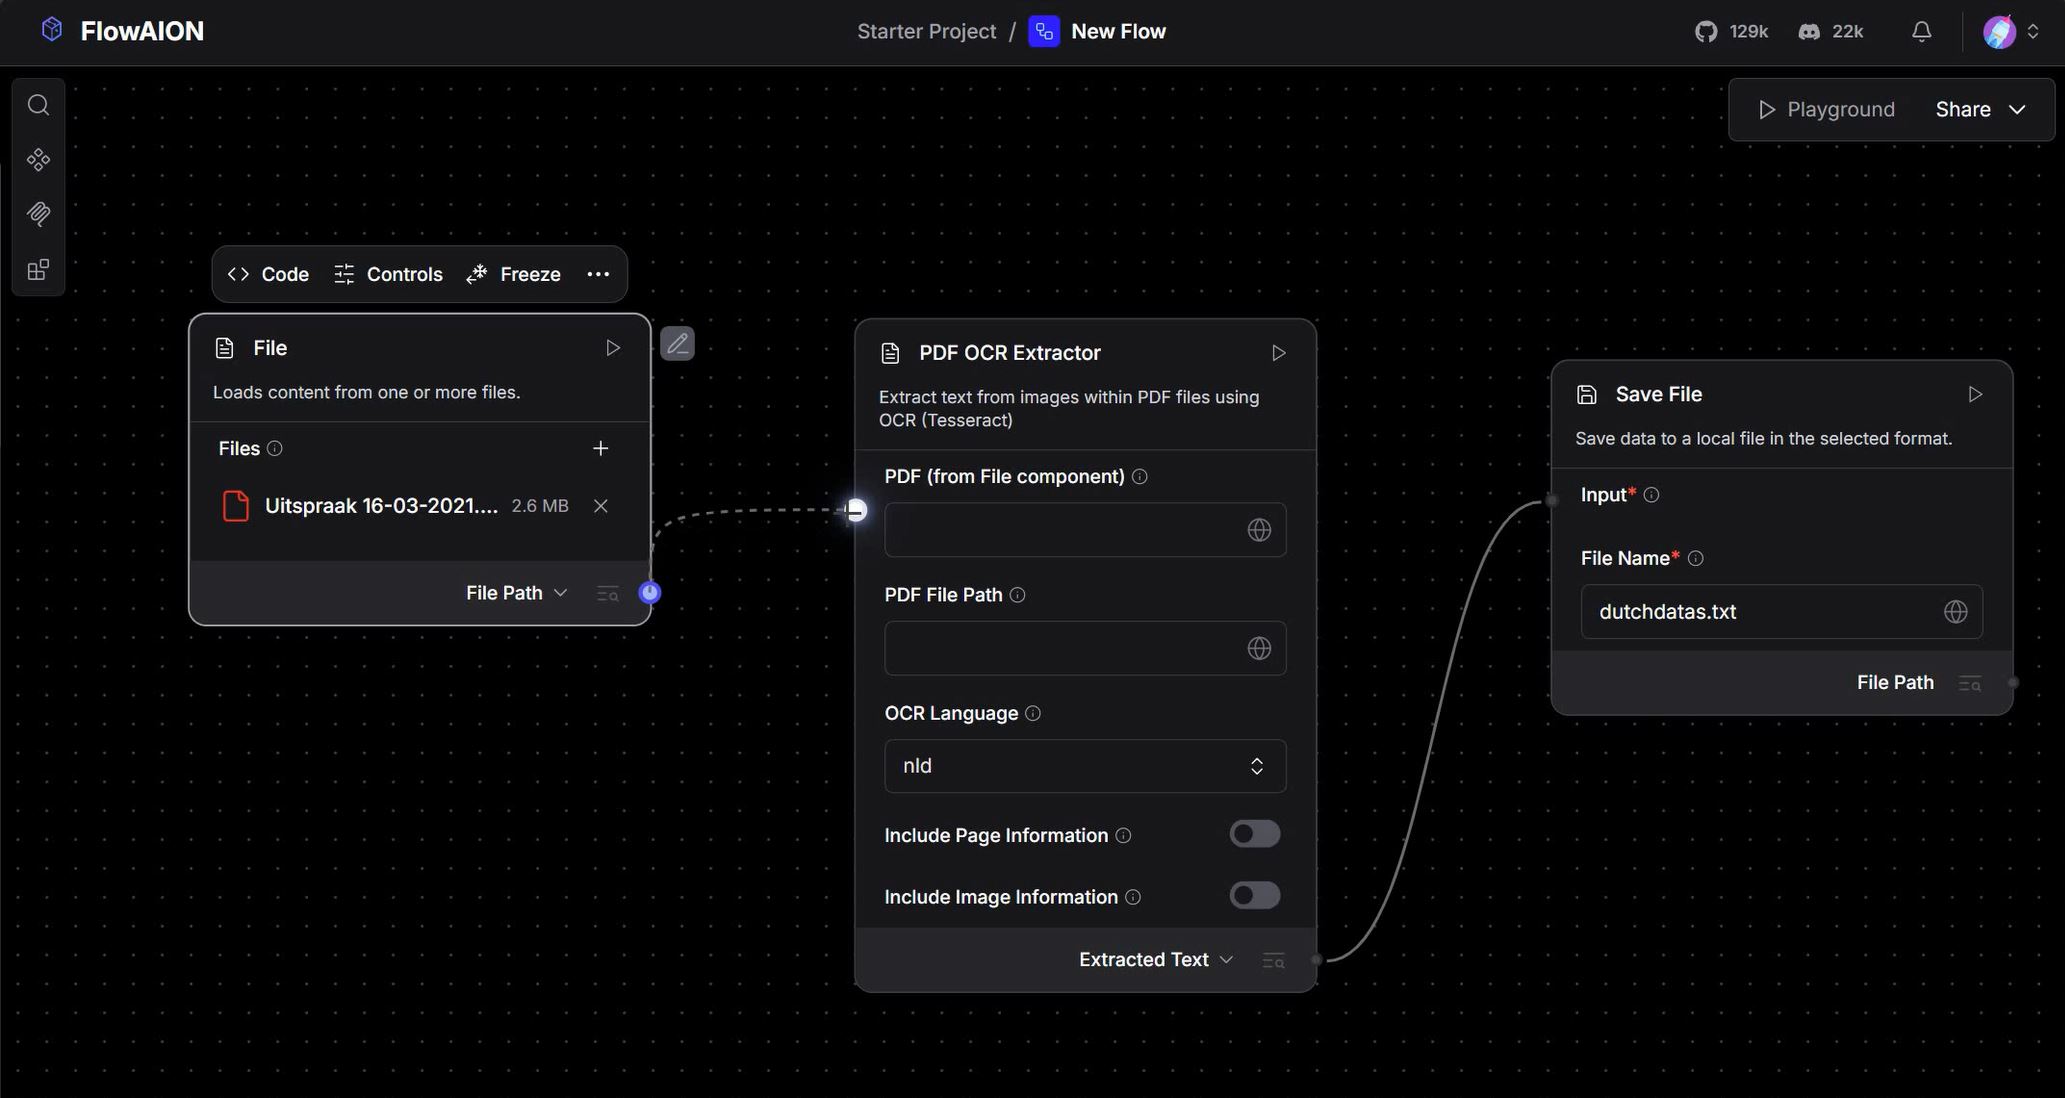 FlowAION
Starter Project / New Flow
129k
22k
Playground
Share
Code
Controls
Freeze
File
Loads content from one or more files.
Files
Uitspraak 16-03-2021.... 2.6 MB
File Path
PDF OCR Extractor
Extract text from images within PDF files using
OCR (Tesseract)
PDF (from File component)
PDF File Path
OCR Language
nld
Include Page Information
Include Image Information
Extracted Text
Save File
Save data to a local file in the selected format.
Input*
File Name*
dutchdatas.txt
File Path